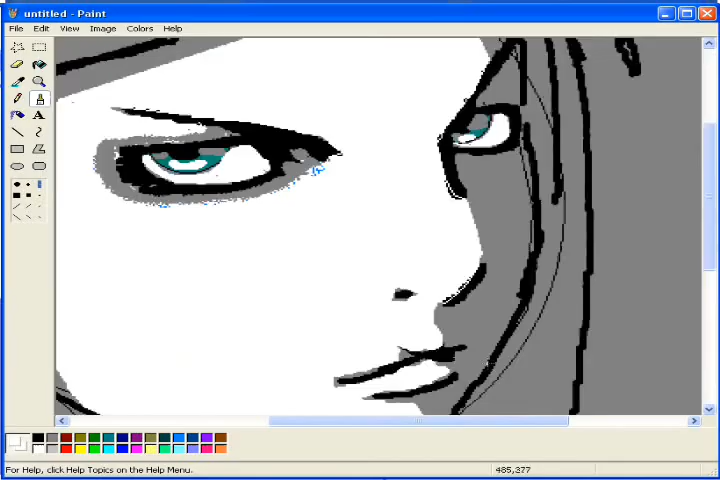 untitled - Paint
File Edit View Image Colors Help
A
For Help, click Help Topics on the Help Menu.
485,377